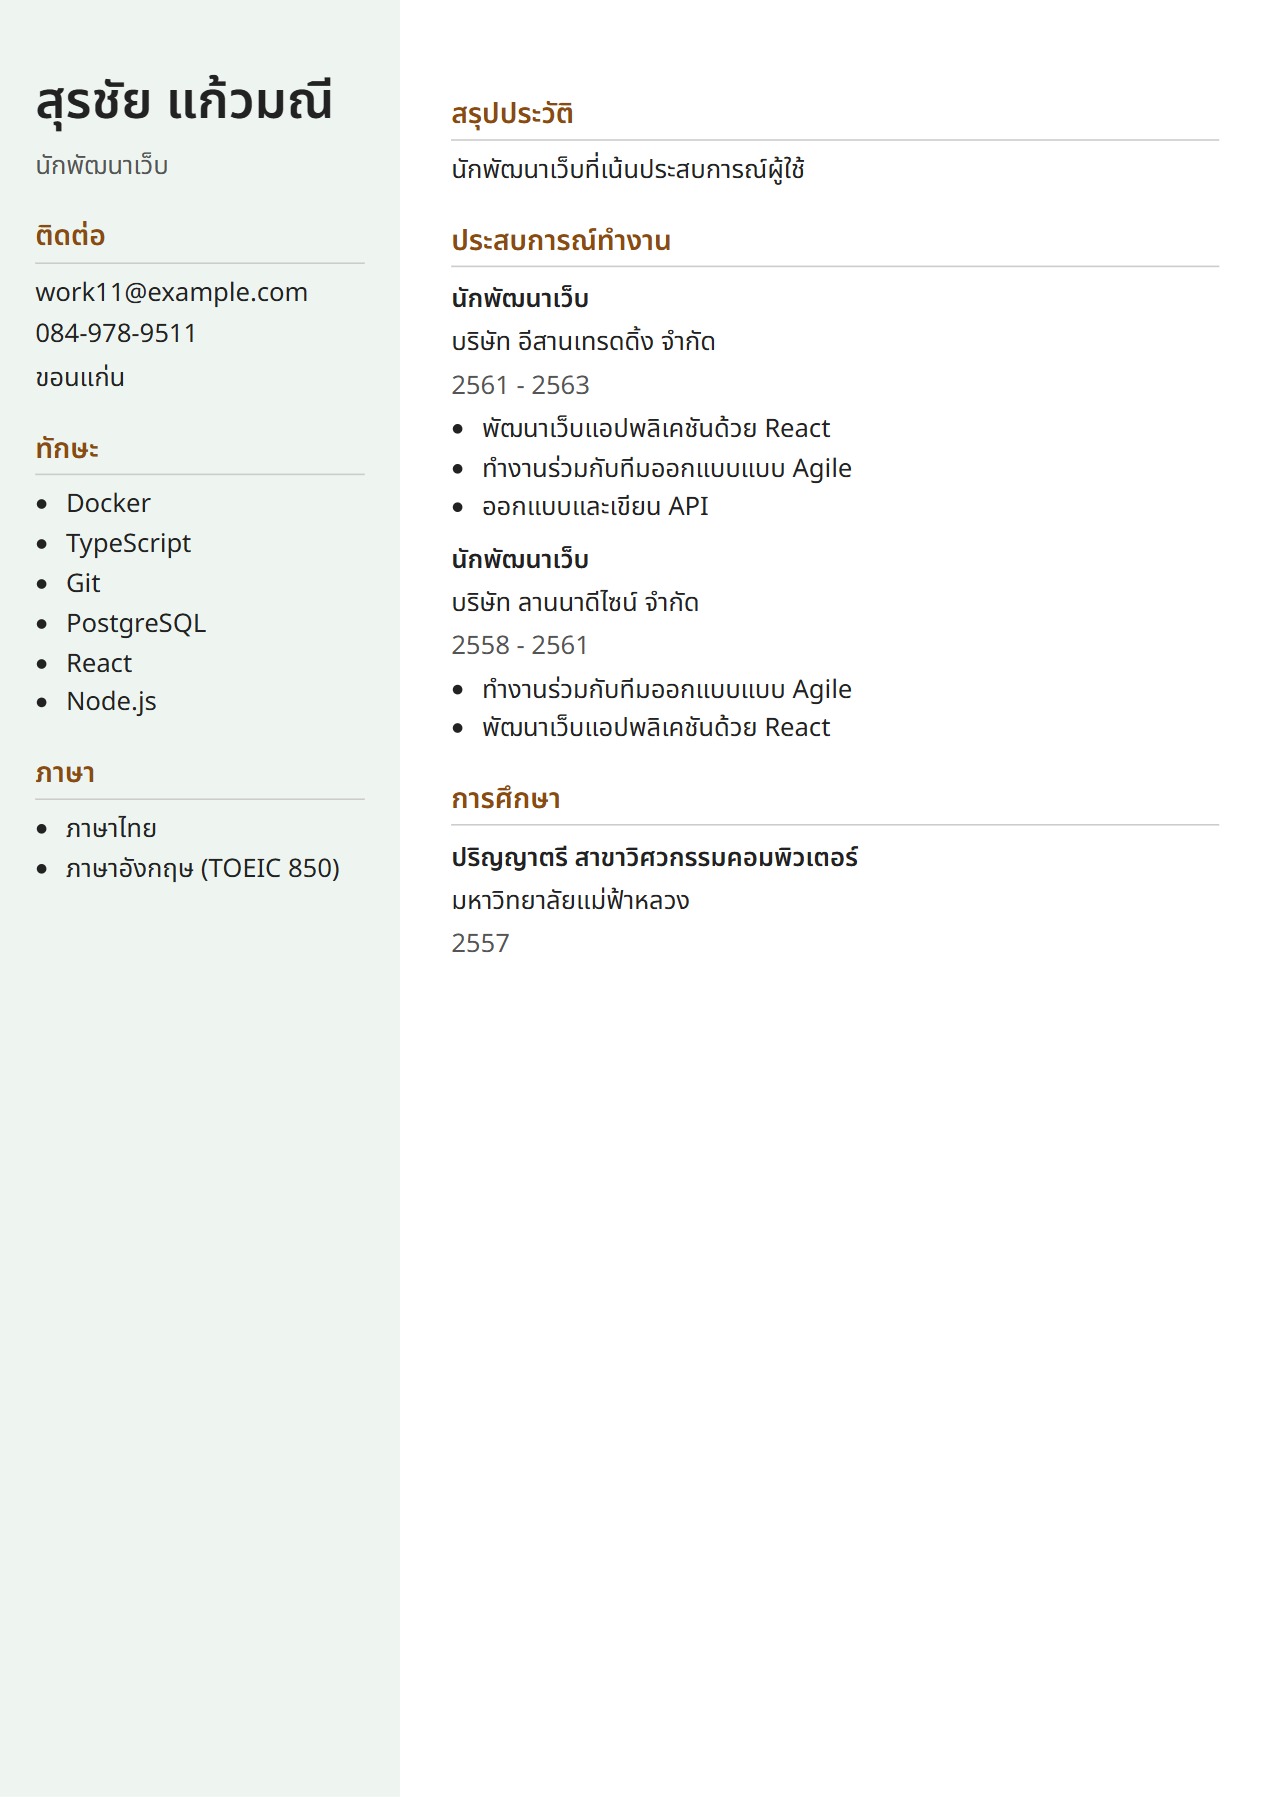 สุรชัย แก้วมณี
นักพัฒนาเว็บ
ติดต่อ
work11@example.com
084-978-9511
ขอนแก่น
ทักษะ
• Docker
• TypeScript
• Git
• PostgreSQL
• React
• Node.js
ภาษา
• ภาษาไทย
• ภาษาอังกฤษ (TOEIC 850)
สรุปประวัติ
นักพัฒนาเว็บที่เน้นประสบการณ์ผู้ใช้
ประสบการณ์ทำงาน
นักพัฒนาเว็บ
บริษัท อีสานเทรดดิ้ง จำกัด
2561 - 2563
• พัฒนาเว็บแอปพลิเคชันด้วย React
• ทำงานร่วมกับทีมออกแบบแบบ Agile
• ออกแบบและเขียน API
นักพัฒนาเว็บ
บริษัท ลานนาดีไซน์ จำกัด
2558 - 2561
• ทำงานร่วมกับทีมออกแบบแบบ Agile
• พัฒนาเว็บแอปพลิเคชันด้วย React
การศึกษา
ปริญญาตรี สาขาวิศวกรรมคอมพิวเตอร์
มหาวิทยาลัยแม่ฟ้าหลวง
2557